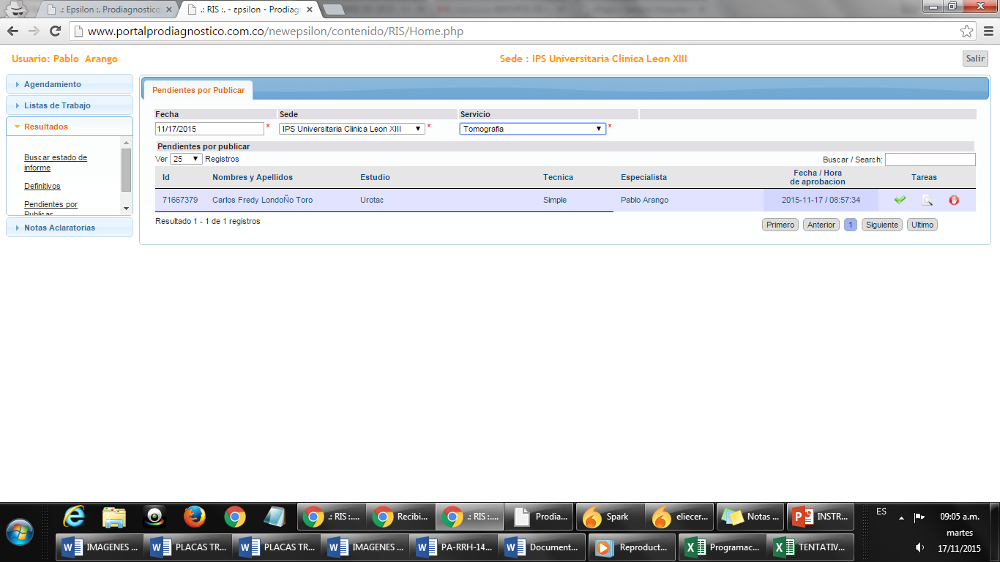 .: Epsilon :. Prodiagnostico
.: RIS :. - epsilon - Prodiag
www.portalprodiagnostico.com.co/newepsilon/contenido/RIS/Home.php
Usuario: Pablo Arango
Sede : IPS Universitaria Clinica Leon XIII
Salir
Agendamiento
Listas de Trabajo
Resultados
Buscar estado de
informe
Definitivos
Pendientes por
Publicar
Notas Aclaratorias
Pendientes por Publicar
Fecha Sede Servicio
11/17/2015 * IPS Universitaria Clinica Leon XIII * Tomografia *
Pendientes por publicar
Ver 25 Registros Buscar / Search:
Id Nombres y Apellidos Estudio Tecnica Especialista Fecha / Hora de aprobacion Tareas
71667379 Carlos Fredy LondoÑo Toro Urotac Simple Pablo Arango 2015-11-17 / 08:57:34
Resultado 1 - 1 de 1 registros Primero Anterior 1 Siguiente Ultimo
.: RIS :.... Recibi... .: RIS :.... Prodia... Spark eliecer... Notas ... INSTR... ES 09:05 a.m.
martes
IMAGENES ... PLACAS TR... PLACAS TR... IMAGENES ... PA-RRH-14... Document... Reproduct... Programac... TENTATIV... 17/11/2015